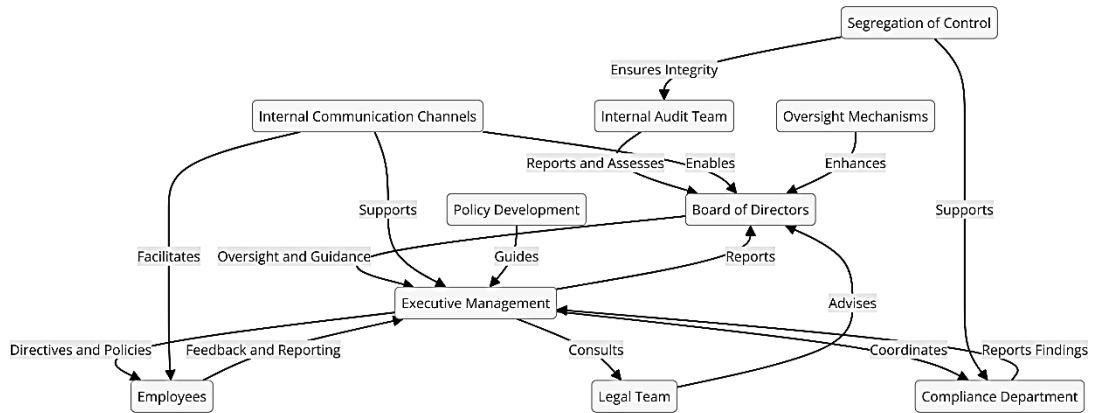 Segregation of Control
Ensures Integrity
Internal Communication Channels
Internal Audit Team
Oversight Mechanisms
Reports and Assesses
Enables
Enhances
Supports
Policy Development
Board of Directors
Supports
Facilitates
Oversight and Guidance
Guides
Reports
Executive Management
Advises
Directives and Policies
Feedback and Reporting
Consults
Coordinates
Reports Findings
Employees
Legal Team
Compliance Department